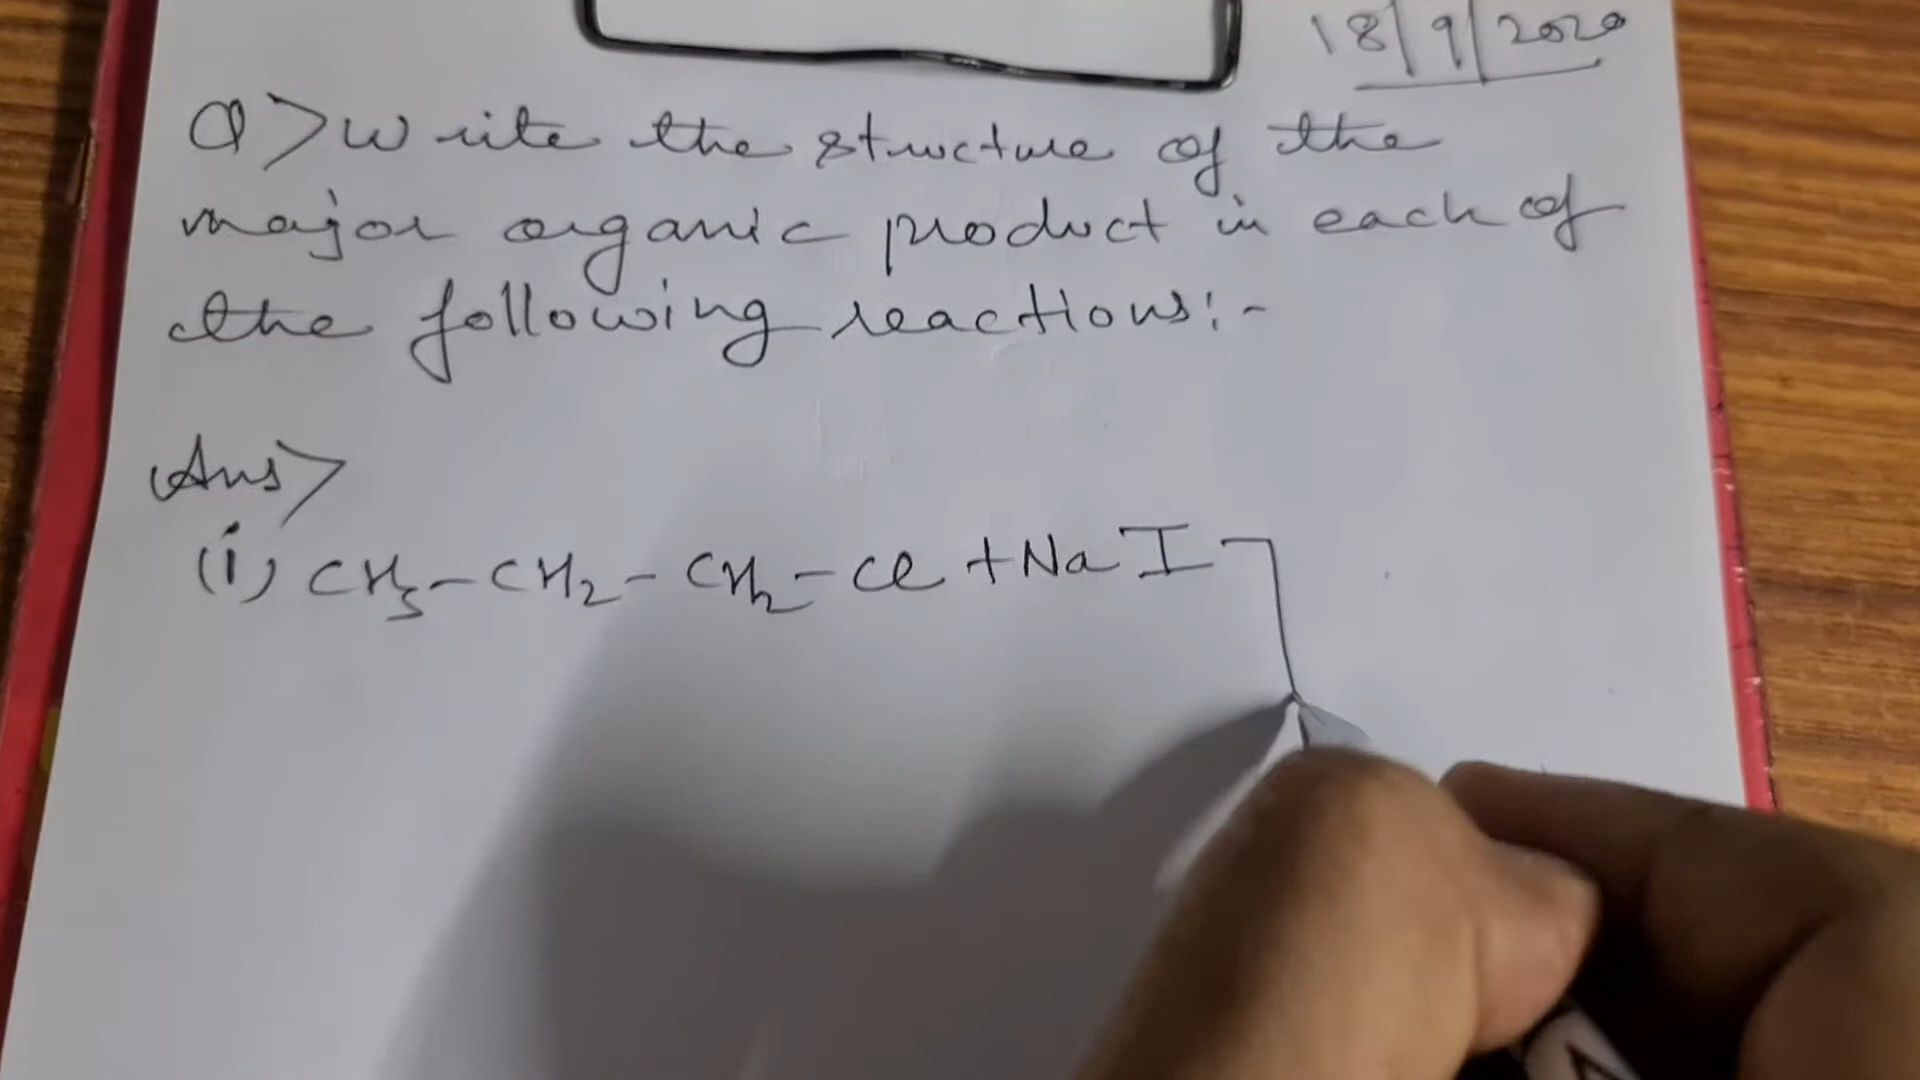 18/9/2020
Q> Write the structure of the
major organic product in each of
the following reactions:-
Ans>
(i) CH3-CH2-CH2-Cl + NaI